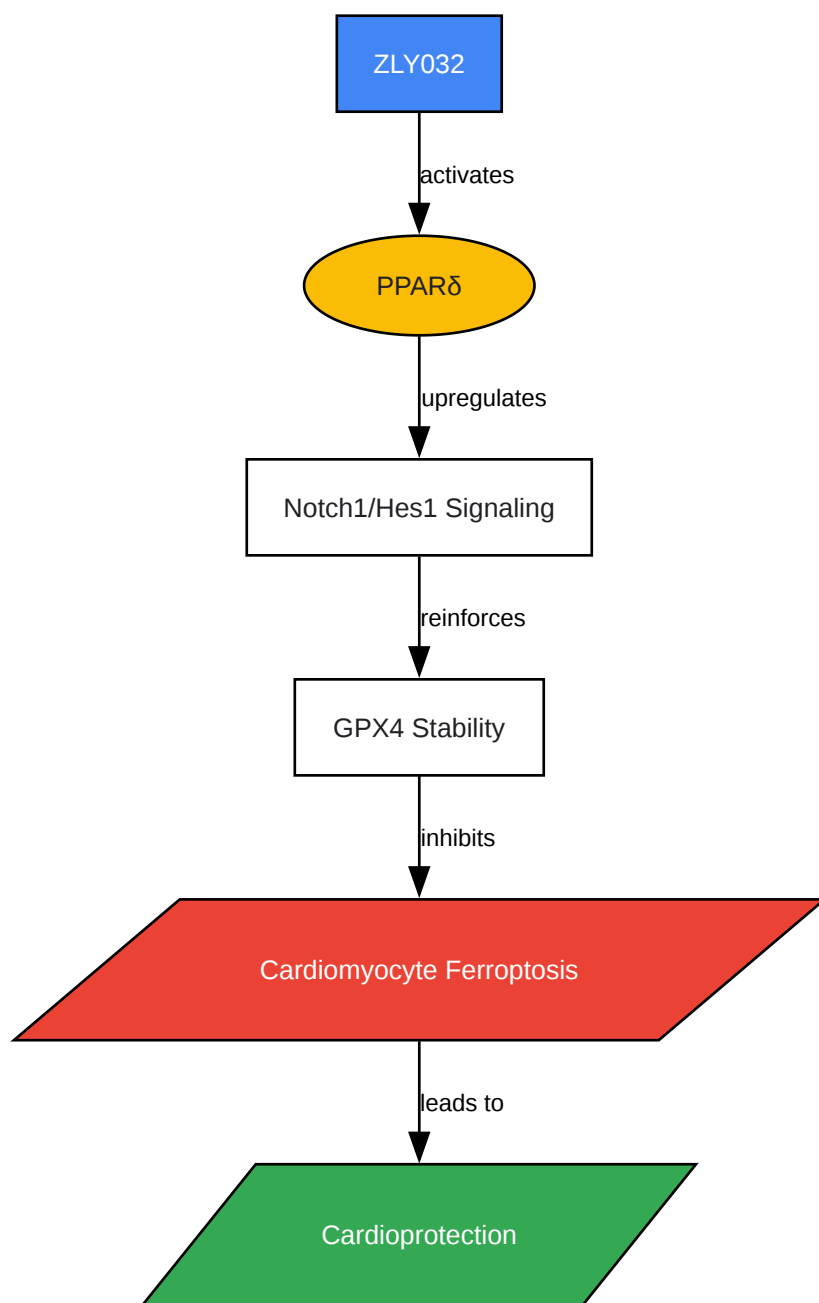 ZLY032
activates
PPARδ
upregulates
Notch1/Hes1 Signaling
reinforces
GPX4 Stability
inhibits
Cardiomyocyte Ferroptosis
leads to
Cardioprotection